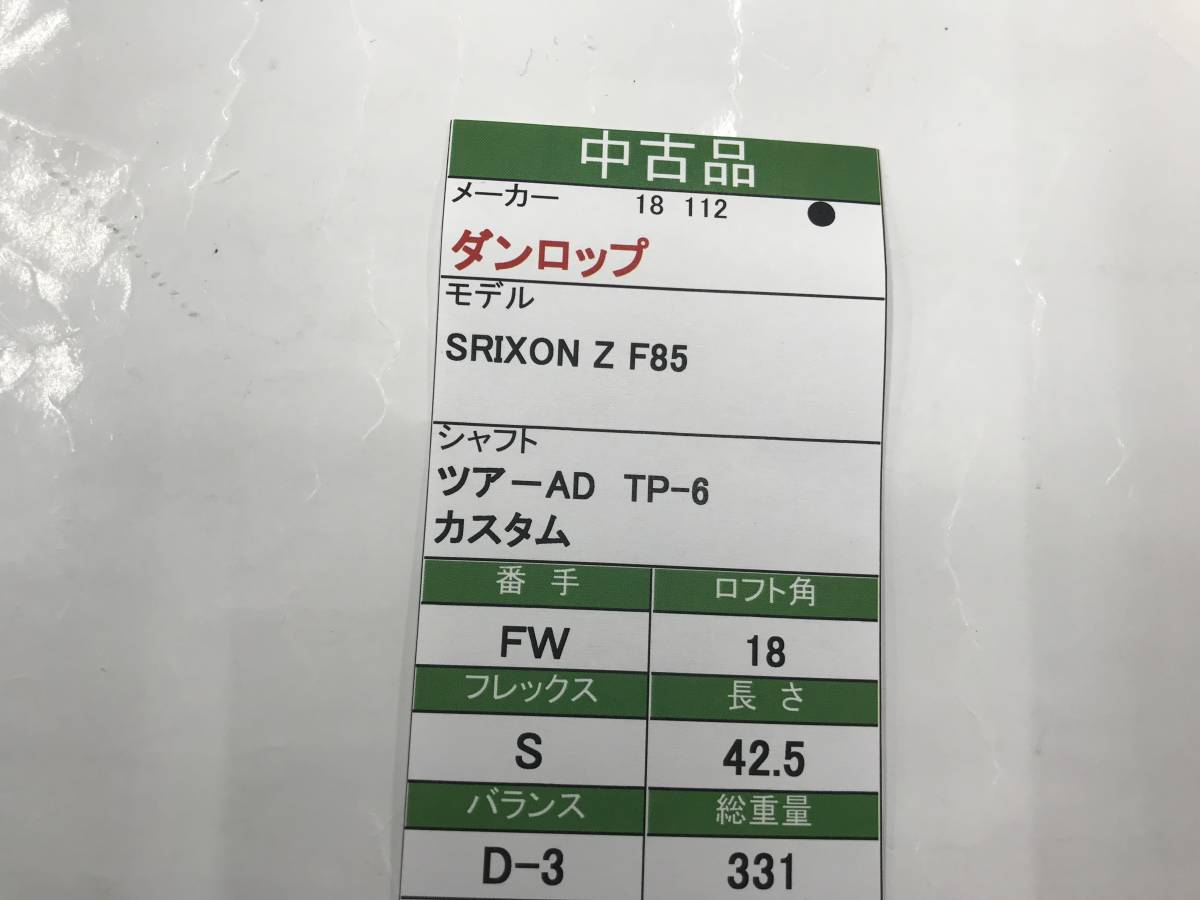 中古品
メーカー 18 112 ●
ダンロップ
モデル
SRIXON Z F85
シャフト
ツアーAD TP-6
カスタム
番 手 ロフト角
FW 18
フレックス 長 さ
S 42.5
バランス 総重量
D-3 331